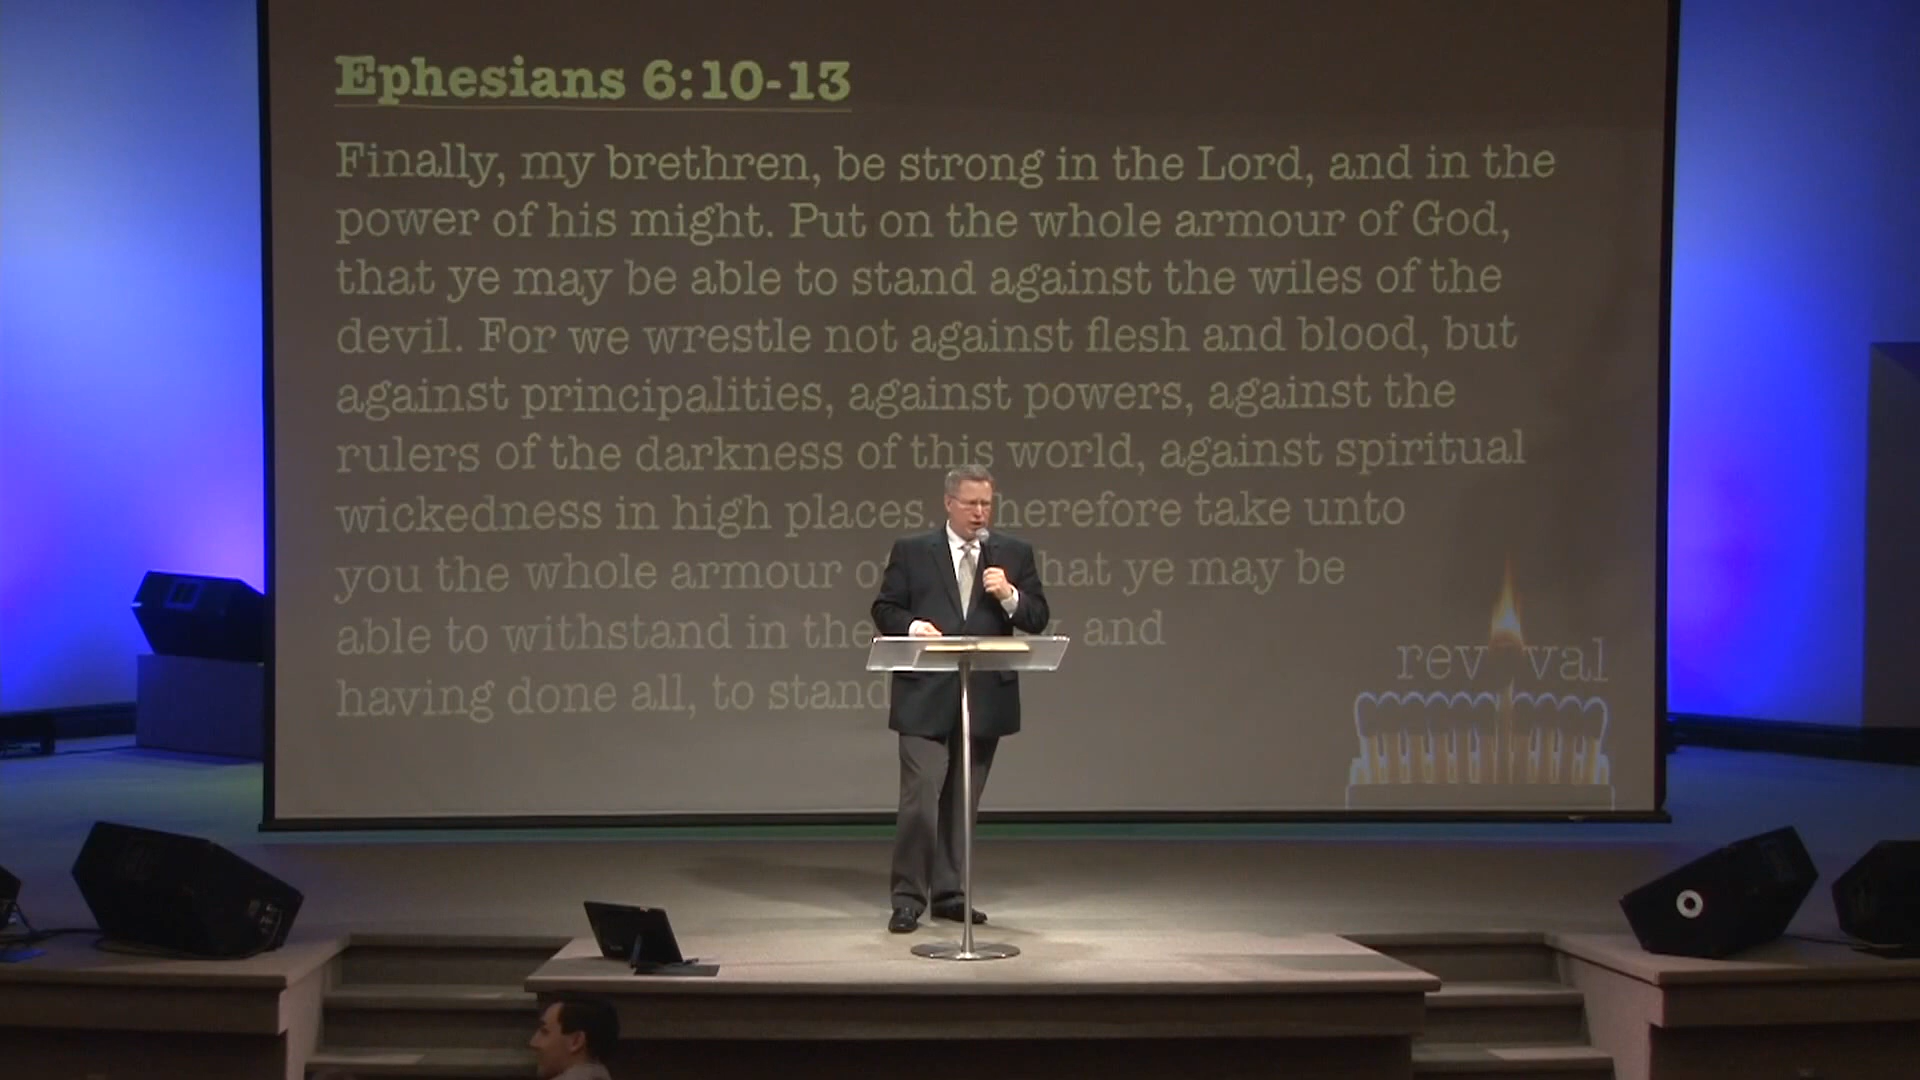 Ephesians 6:10-13
Finally, my brethren, be strong in the Lord, and in the
power of his might. Put on the whole armour of God,
that ye may be able to stand against the wiles of the
devil. For we wrestle not against flesh and blood, but
against principalities, against powers, against the
rulers of the darkness of this world, against spiritual
wickedness in high places. herefore take unto
you the whole armour o hat ye may be
able to withstand in the and
having done all, to stand
rev val